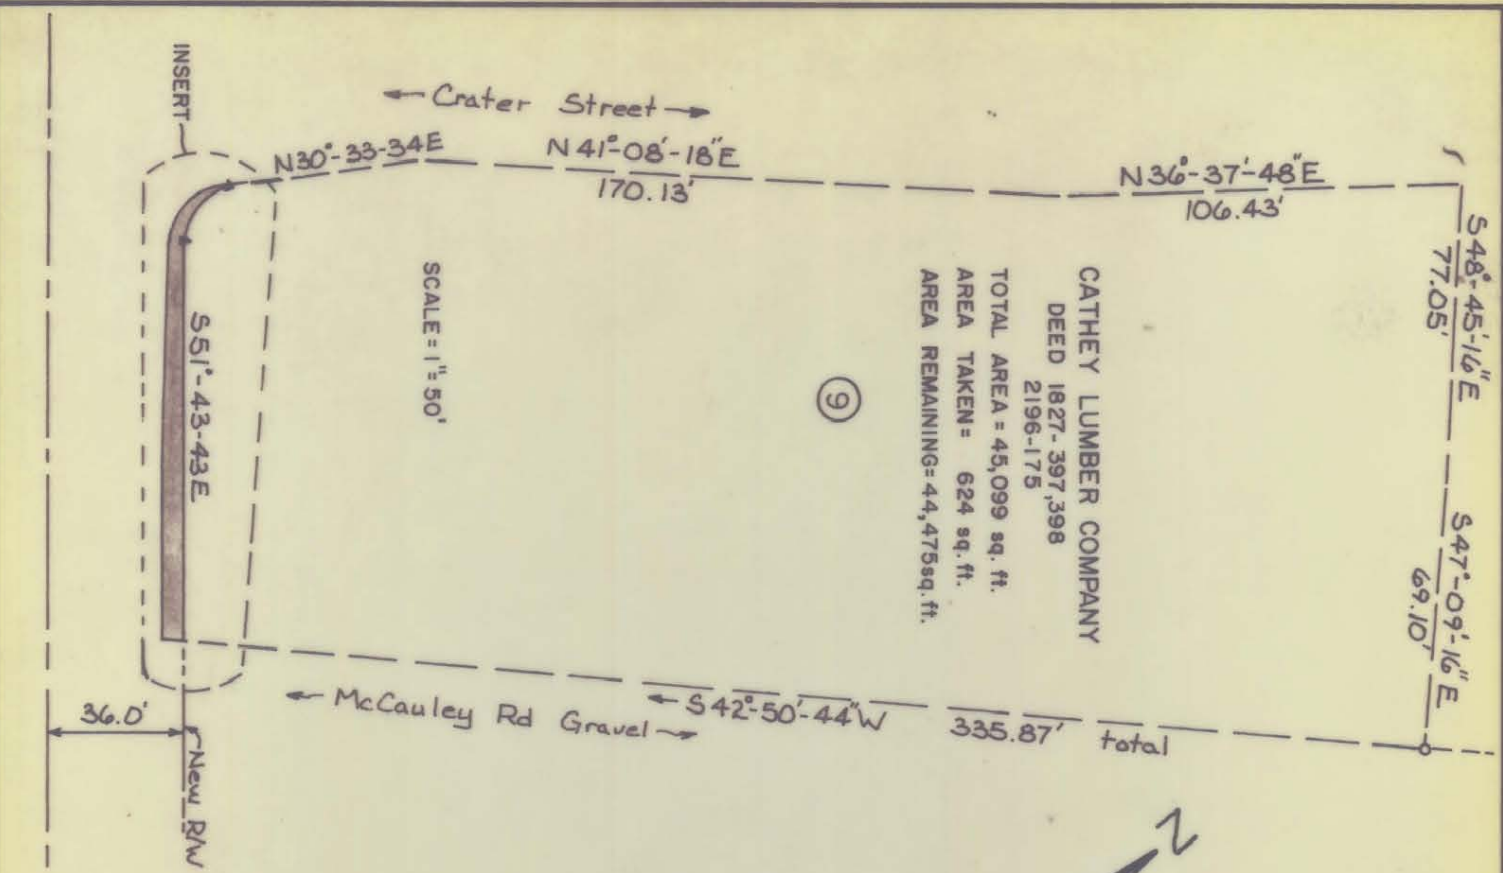 INSERT
← Crater Street →
N30°-33-34E
N41°-08'-18"E
170.13'
N36°-37'-48"E
106.43'
S48°-45'-16"E
77.05'
S47°-09'-16"E
69.10'
CATHEY LUMBER COMPANY
DEED 1827-397,398
2196-175
TOTAL AREA = 45,099 sq. ft.
AREA TAKEN = 624 sq. ft.
AREA REMAINING = 44,475 sq. ft.
9
SCALE = 1" = 50'
S51°-43-43E
← McCauley Rd Gravel →
← S42°-50'-44"W
335.87' total
36.0'
New R/W
N